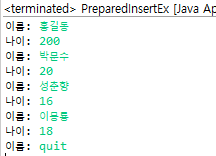 <terminated> PreparedInsertEx [Java Ap
이름: 홍길동
나이: 200
이름: 박문수
나이: 20
이름: 성춘향
나이: 16
이름: 이몽룡
나이: 18
이름: quit